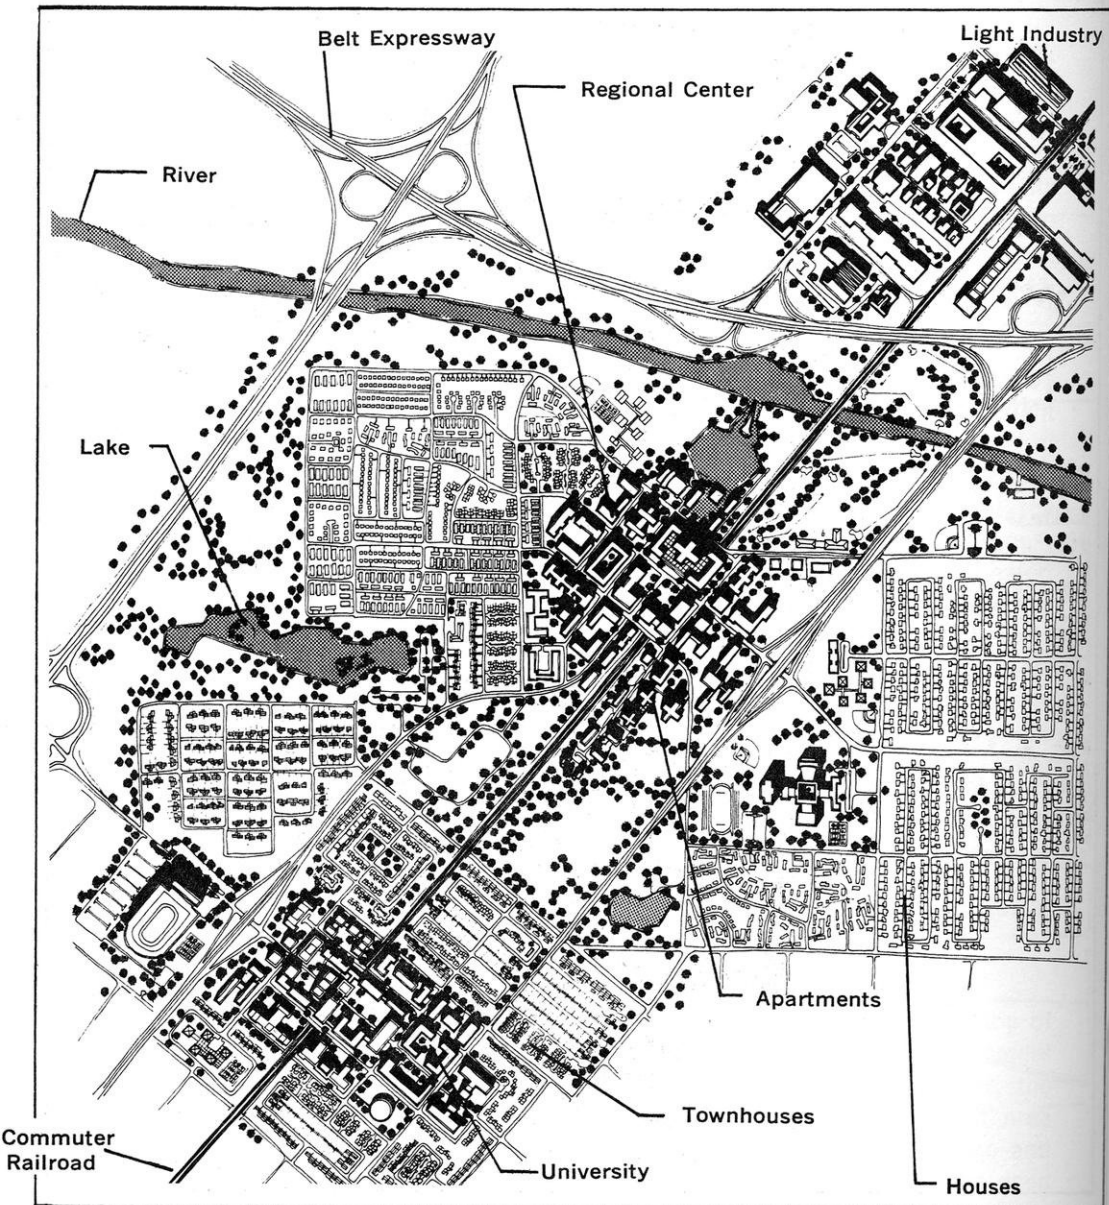 Belt Expressway
Light Industry
Regional Center
River
Lake
Apartments
Townhouses
Commuter
Railroad
University
Houses